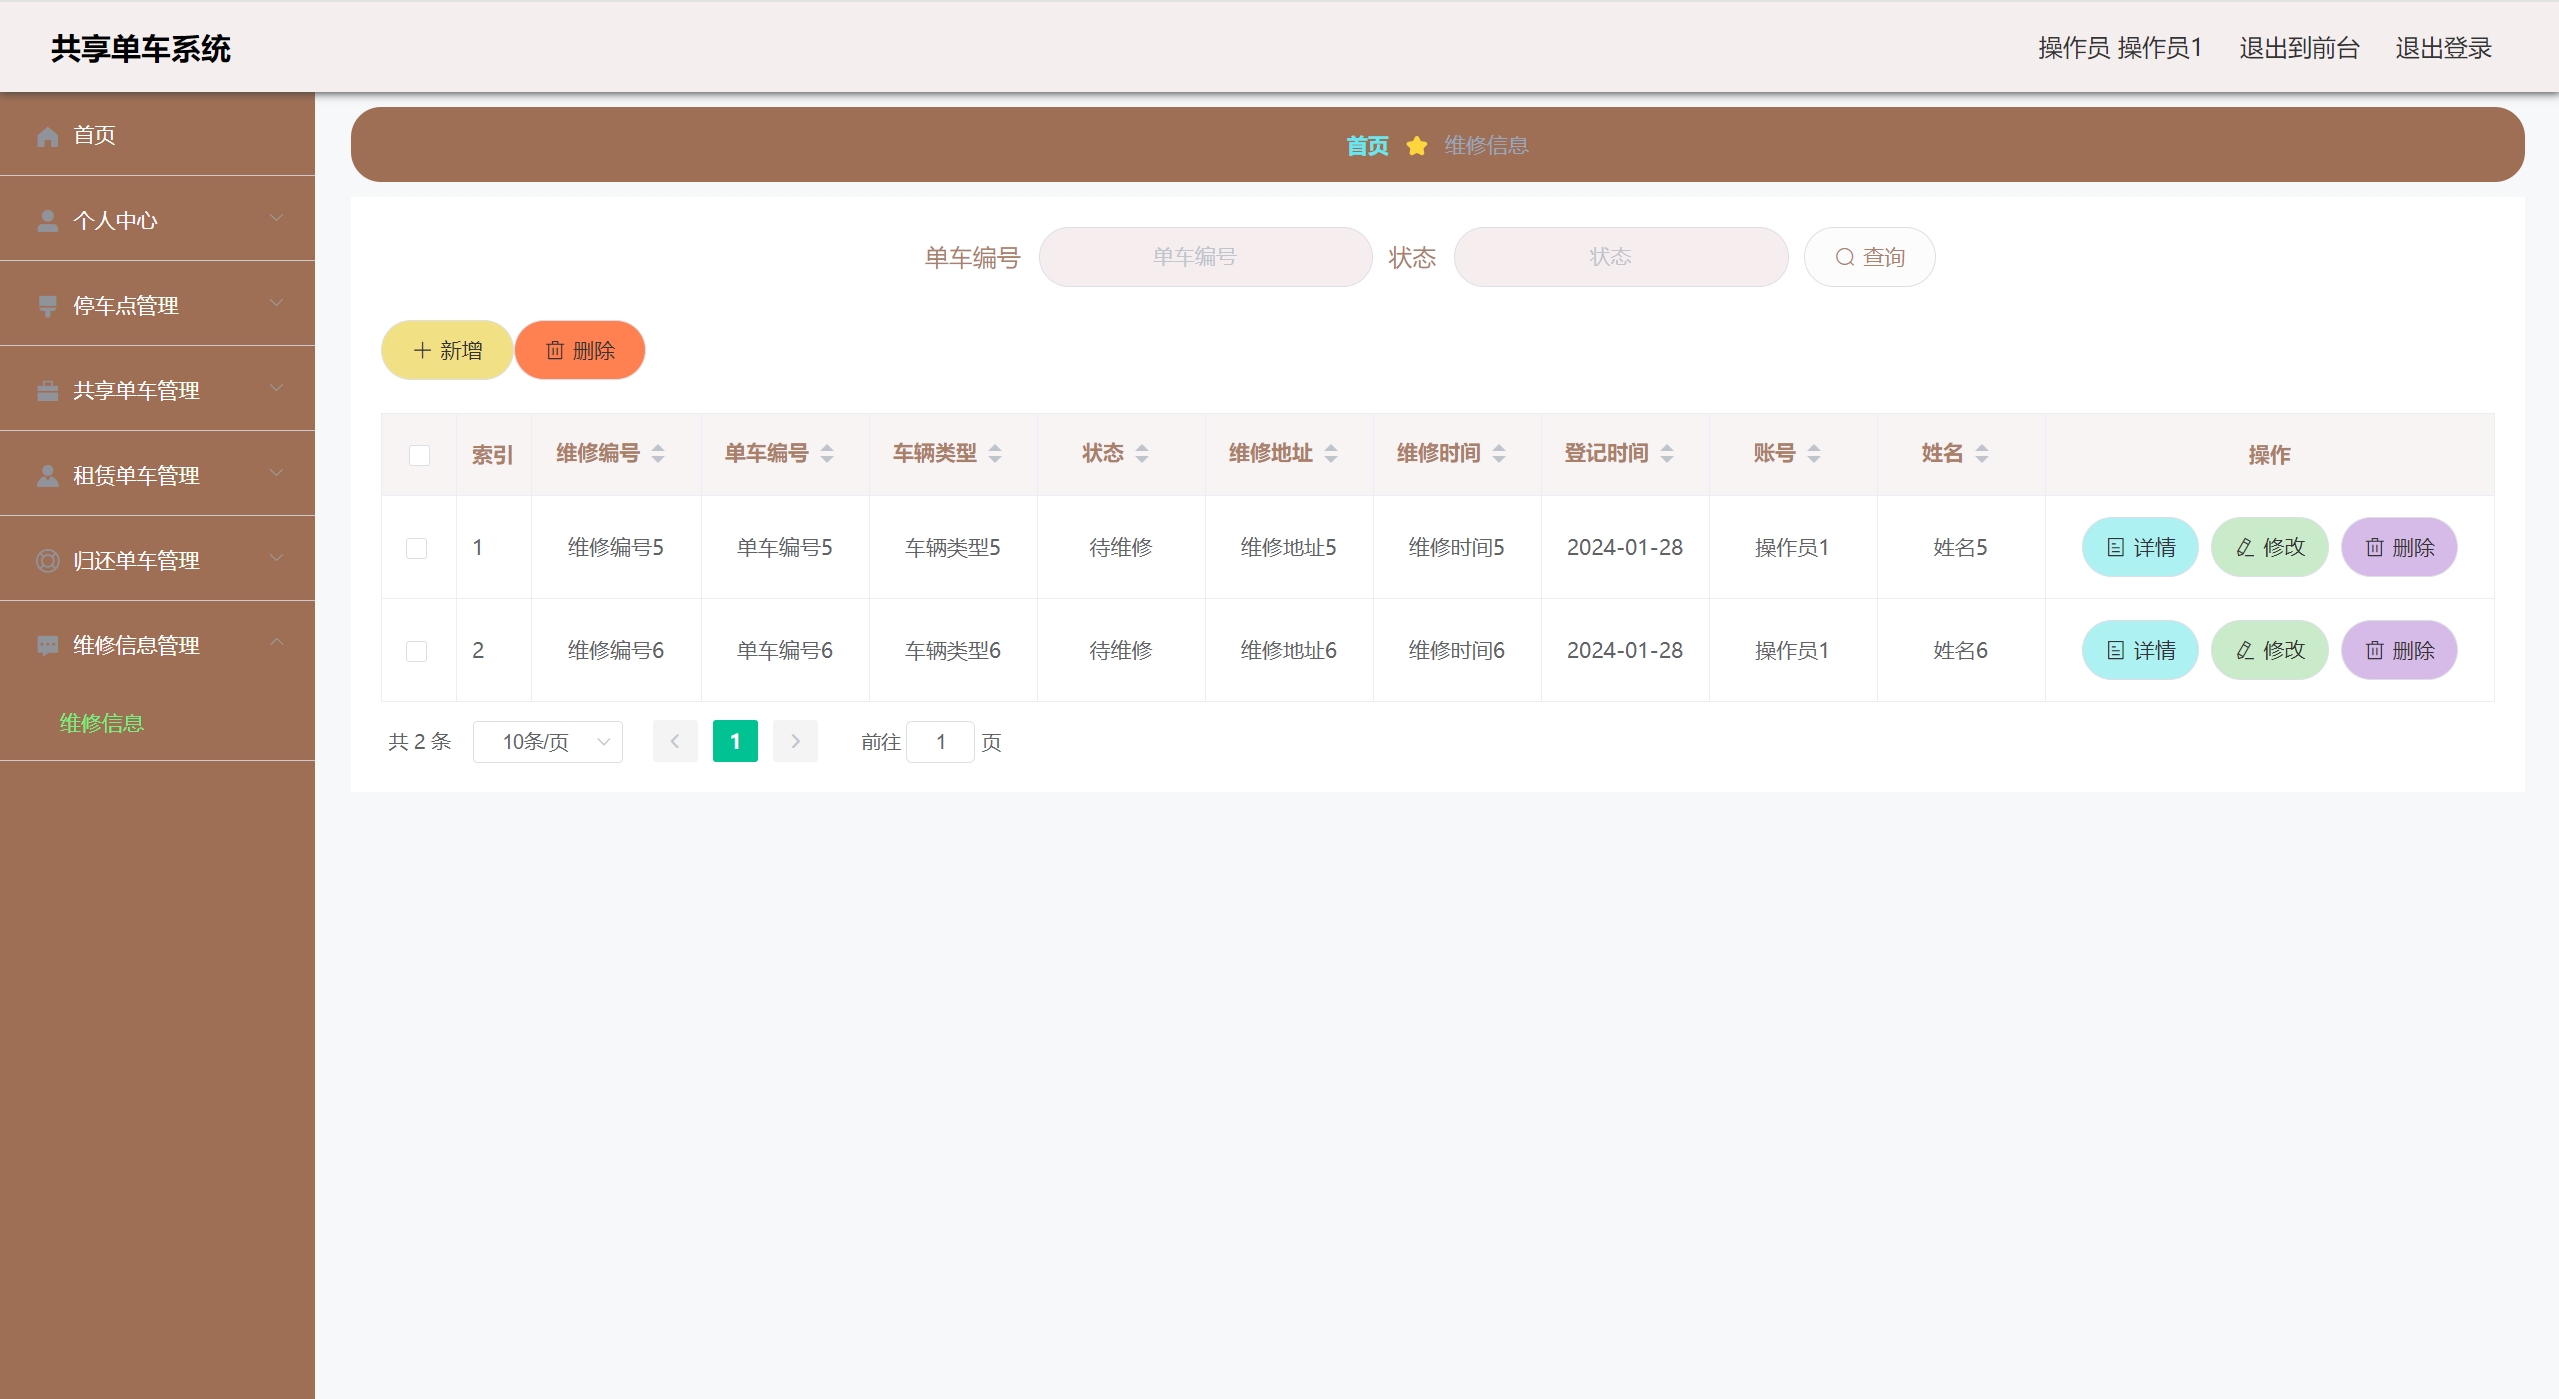 共享单车系统
操作员 操作员1 退出到前台 退出登录
首页
个人中心
停车点管理
共享单车管理
租赁单车管理
归还单车管理
维修信息管理
维修信息
首页 维修信息
单车编号 单车编号 状态 状态 查询
新增 删除
索引 维修编号 单车编号 车辆类型 状态 维修地址 维修时间 登记时间 账号 姓名 操作
1 维修编号5 单车编号5 车辆类型5 待维修 维修地址5 维修时间5 2024-01-28 操作员1 姓名5 详情 修改 删除
2 维修编号6 单车编号6 车辆类型6 待维修 维修地址6 维修时间6 2024-01-28 操作员1 姓名6 详情 修改 删除
共 2 条 10条/页 1 前往 1 页